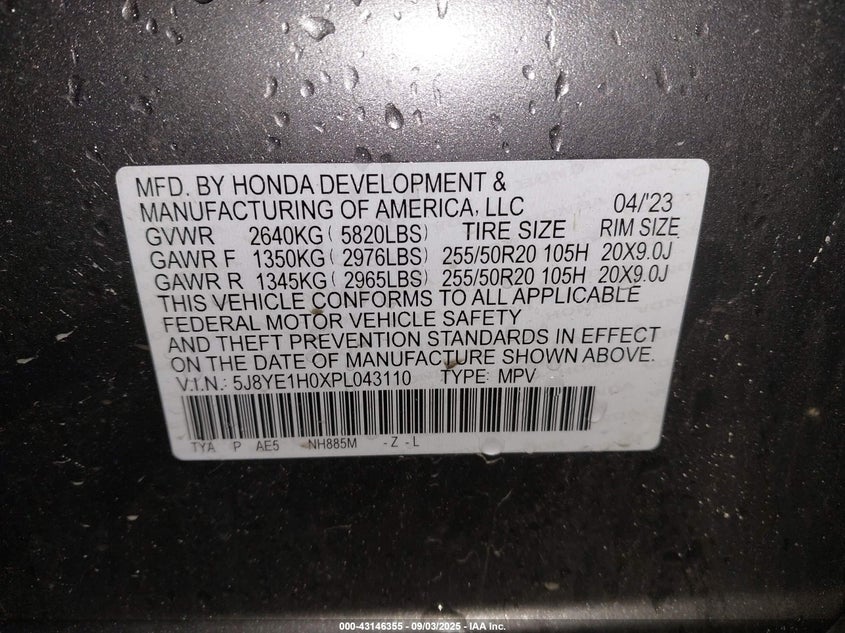 MFD. BY HONDA DEVELOPMENT &
MANUFACTURING OF AMERICA, LLC 04/'23
GVWR 2640KG ( 5820LBS) TIRE SIZE RIM SIZE
GAWR F 1350KG ( 2976LBS) 255/50R20 105H 20X9.0J
GAWR R 1345KG ( 2965LBS) 255/50R20 105H 20X9.0J
THIS VEHICLE CONFORMS TO ALL APPLICABLE
FEDERAL MOTOR VEHICLE SAFETY
AND THEFT PREVENTION STANDARDS IN EFFECT
ON THE DATE OF MANUFACTURE SHOWN ABOVE.
V.I.N.: 5J8YE1H0XPL043110 TYPE: MPV
TYA P AE5 NH885M - Z - L
000-43146355 - 09/03/2025 - IAA Inc.